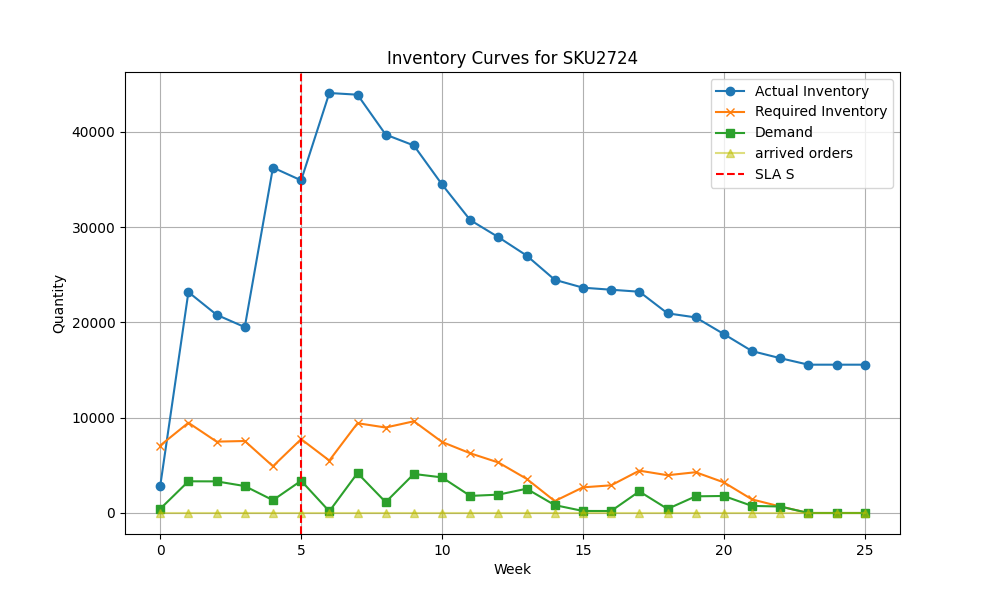 Inventory Curves for SKU2724
Actual Inventory
Required Inventory
Demand
arrived orders
SLA S
Quantity
40000
30000
20000
10000
0
0 5 10 15 20 25
Week